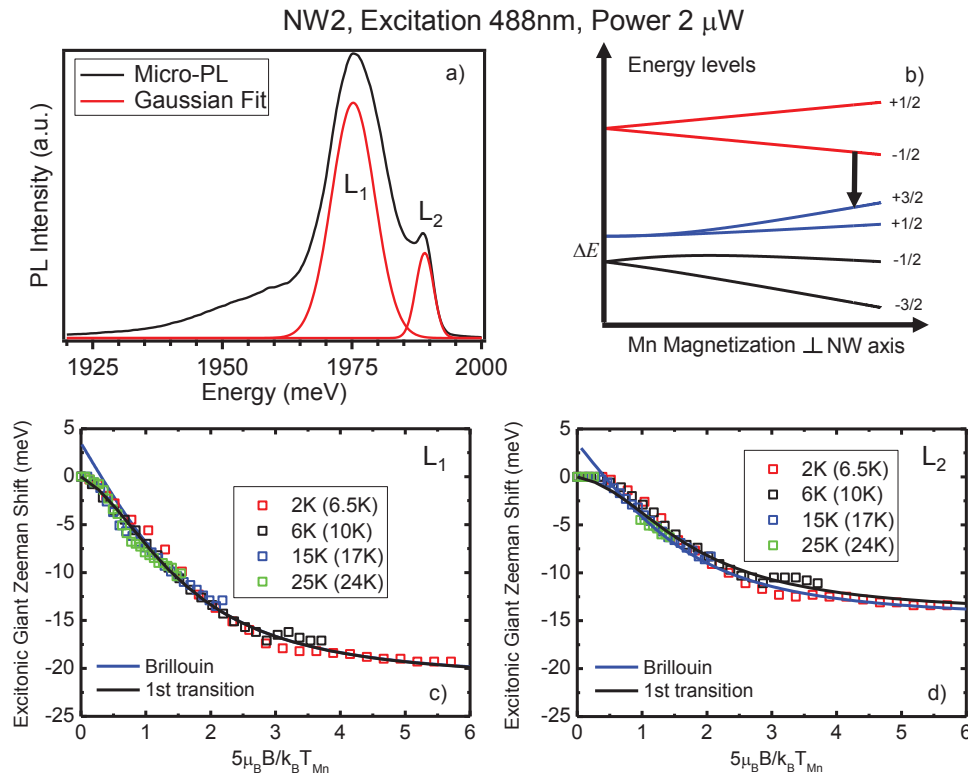 NW2, Excitation 488nm, Power 2 μW
Micro-PL
Gaussian Fit
a)
L1
L2
PL Intensity (a.u.)
1925
1950
1975
2000
Energy (meV)
Energy levels
b)
+1/2
-1/2
+3/2
+1/2
ΔE
-1/2
-3/2
Mn Magnetization ⊥ NW axis
Excitonic Giant Zeeman Shift (meV)
5
0
-5
-10
-15
-20
-25
L1
2K (6.5K)
6K (10K)
15K (17K)
25K (24K)
Brillouin
1st transition
c)
0
1
2
3
4
5
6
5μBB/kBTMn
Excitonic Giant Zeeman Shift (meV)
5
0
-5
-10
-15
-20
-25
L2
2K (6.5K)
6K (10K)
15K (17K)
25K (24K)
Brillouin
1st transition
d)
0
1
2
3
4
5
6
5μBB/kBTMn